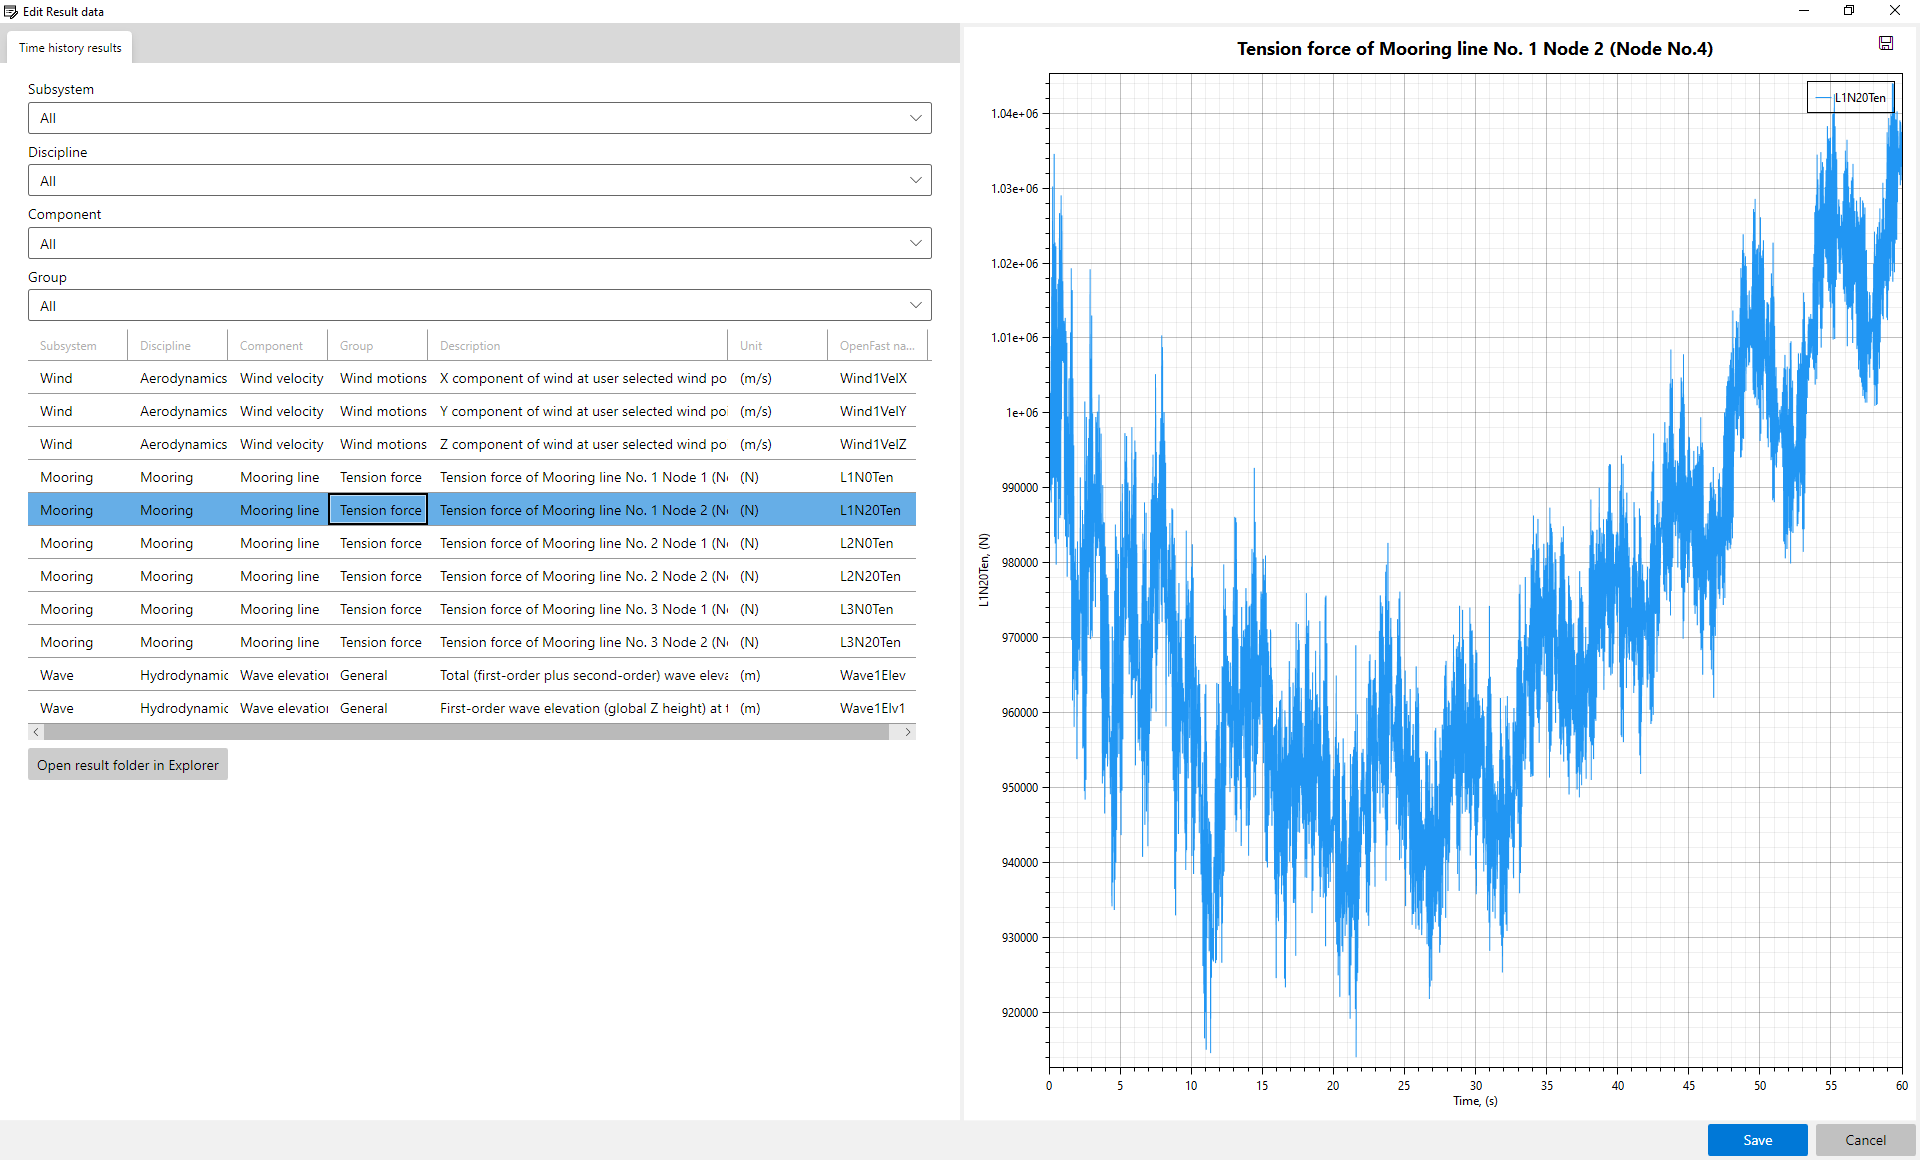 Edit Result data
Time history results
Subsystem
All
Discipline
All
Component
All
Group
All
Subsystem Discipline Component Group Description Unit OpenFast na...
Wind Aerodynamics Wind velocity Wind motions X component of wind at user selected wind po (m/s) Wind1VelX
Wind Aerodynamics Wind velocity Wind motions Y component of wind at user selected wind poi (m/s) Wind1VelY
Wind Aerodynamics Wind velocity Wind motions Z component of wind at user selected wind po (m/s) Wind1VelZ
Mooring Mooring Mooring line Tension force Tension force of Mooring line No. 1 Node 1 (No (N) L1N0Ten
Mooring Mooring Mooring line Tension force Tension force of Mooring line No. 1 Node 2 (No (N) L1N20Ten
Mooring Mooring Mooring line Tension force Tension force of Mooring line No. 2 Node 1 (No (N) L2N0Ten
Mooring Mooring Mooring line Tension force Tension force of Mooring line No. 2 Node 2 (No (N) L2N20Ten
Mooring Mooring Mooring line Tension force Tension force of Mooring line No. 3 Node 1 (No (N) L3N0Ten
Mooring Mooring Mooring line Tension force Tension force of Mooring line No. 3 Node 2 (No (N) L3N20Ten
Wave Hydrodynamic Wave elevation General Total (first-order plus second-order) wave eleva (m) Wave1Elev
Wave Hydrodynamic Wave elevation General First-order wave elevation (global Z height) at t (m) Wave1Elv1
Open result folder in Explorer
Tension force of Mooring line No. 1 Node 2 (Node No.4)
L1N20Ten
1.04e+06
1.03e+06
1.02e+06
1.01e+06
1e+06
990000
980000
970000
960000
950000
940000
930000
920000
L1N20Ten, (N)
0 5 10 15 20 25 30 35 40 45 50 55 60
Time, (s)
Save Cancel